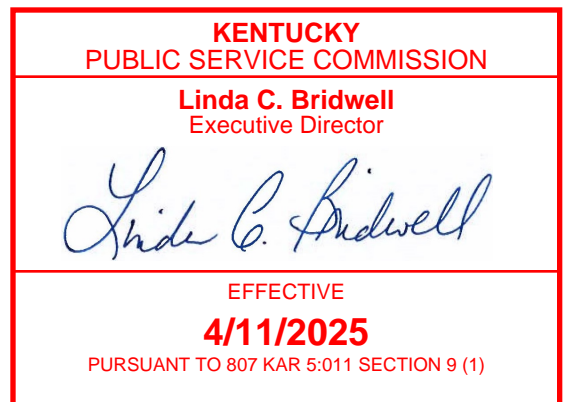 KENTUCKY
PUBLIC SERVICE COMMISSION
Linda C. Bridwell
Executive Director
Linda C. Bridwell
EFFECTIVE
4/11/2025
PURSUANT TO 807 KAR 5:011 SECTION 9 (1)